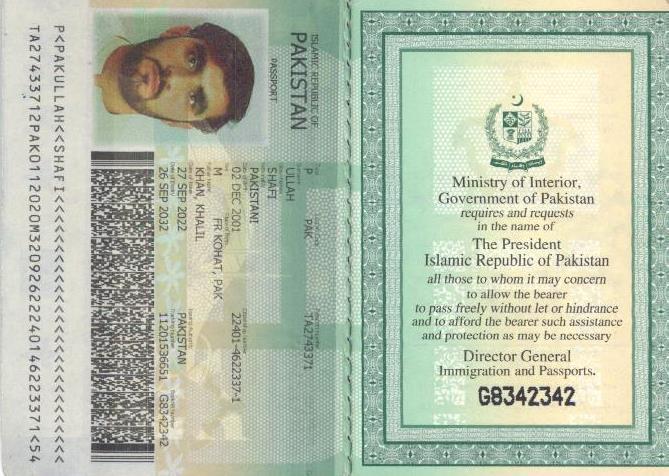 ISLAMIC REPUBLIC OF
PAKISTAN
PASSPORT
P PAK TA2743371
ULLAH
SHAFI
PAKISTANI
02 DEC 2001 22401-4622337-1
M FR KOHAT, PAK
KHAN, KHALIL
27 SEP 2022 PAKISTAN
26 SEP 2032 11201536651 G8342342
P<PAKULLAH<<SHAFI<<<<<<<<<<<<<<<<<<<<<<<<<<<
TA27433712PAK0112020M3209262224014622337 1<54
Ministry of Interior,
Government of Pakistan
requires and requests
in the name of
The President
Islamic Republic of Pakistan
all those to whom it may concern
to allow the bearer
to pass freely without let or hindrance
and to afford the bearer such assistance
and protection as may be necessary
Director General
Immigration and Passports.
G8342342